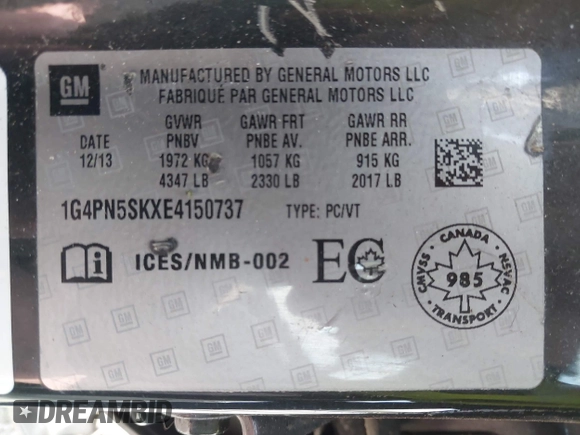 GM
MANUFACTURED BY GENERAL MOTORS LLC
FABRIQUÉ PAR GENERAL MOTORS LLC
GVWR GAWR FRT GAWR RR
DATE PNBV PNBE AV. PNBE ARR.
12/13 1972 KG 1057 KG 915 KG
4347 LB 2330 LB 2017 LB
1G4PN5SKXE4150737 TYPE: PC/VT
i ICES/NMB-002 EC
CANADA
CMVSS 985 NSVAC
TRANSPORT
DREAMBID